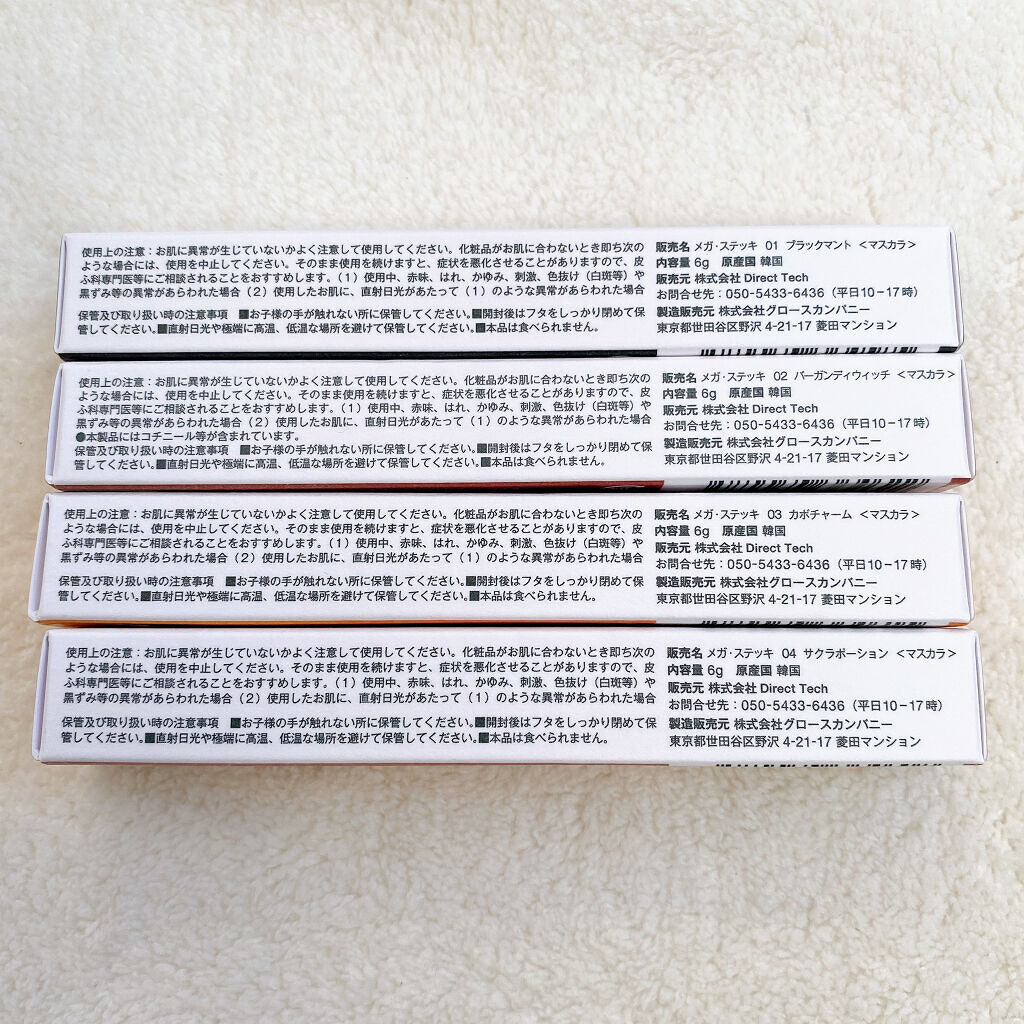 使用上の注意：お肌に異常が生じていないかよく注意して使用してください。化粧品がお肌に合わないとき即ち次の
ような場合には、使用を中止してください。そのまま使用を続けますと、症状を悪化させることがありますので、皮
ふ科専門医等にご相談されることをおすすめします。（1）使用中、赤味、はれ、かゆみ、刺激、色抜け（白斑等）や
黒ずみ等の異常があらわれた場合（2）使用したお肌に、直射日光があたって（1）のような異常があらわれた場合
保管及び取り扱い時の注意事項　■お子様の手が触れない所に保管してください。■開封後はフタをしっかり閉めて保
管してください。■直射日光や極端に高温、低温な場所を避けて保管してください。■本品は食べられません。
販売名 メガ・ステッキ 01 ブラックマント ＜マスカラ＞
内容量 6g　原産国 韓国
販売元 株式会社 Direct Tech
お問合せ先：050-5433-6436（平日10－17時）
製造販売元 株式会社グロースカンパニー
東京都世田谷区野沢 4-21-17 菱田マンション
使用上の注意：お肌に異常が生じていないかよく注意して使用してください。化粧品がお肌に合わないとき即ち次の
ような場合には、使用を中止してください。そのまま使用を続けますと、症状を悪化させることがありますので、皮
ふ科専門医等にご相談されることをおすすめします。（1）使用中、赤味、はれ、かゆみ、刺激、色抜け（白斑等）や
黒ずみ等の異常があらわれた場合（2）使用したお肌に、直射日光があたって（1）のような異常があらわれた場合
●本製品にはコチニール等が含まれています。
保管及び取り扱い時の注意事項　■お子様の手が触れない所に保管してください。■開封後はフタをしっかり閉めて保
管してください。■直射日光や極端に高温、低温な場所を避けて保管してください。■本品は食べられません。
販売名 メガ・ステッキ 02 バーガンディウィッチ ＜マスカラ＞
内容量 6g　原産国 韓国
販売元 株式会社 Direct Tech
お問合せ先：050-5433-6436（平日10－17時）
製造販売元 株式会社グロースカンパニー
東京都世田谷区野沢 4-21-17 菱田マンション
使用上の注意：お肌に異常が生じていないかよく注意して使用してください。化粧品がお肌に合わないとき即ち次の
ような場合には、使用を中止してください。そのまま使用を続けますと、症状を悪化させることがありますので、皮
ふ科専門医等にご相談されることをおすすめします。（1）使用中、赤味、はれ、かゆみ、刺激、色抜け（白斑等）や
黒ずみ等の異常があらわれた場合（2）使用したお肌に、直射日光があたって（1）のような異常があらわれた場合
保管及び取り扱い時の注意事項　■お子様の手が触れない所に保管してください。■開封後はフタをしっかり閉めて保
管してください。■直射日光や極端に高温、低温な場所を避けて保管してください。■本品は食べられません。
販売名 メガ・ステッキ 03 カボチャーム ＜マスカラ＞
内容量 6g　原産国 韓国
販売元 株式会社 Direct Tech
お問合せ先：050-5433-6436（平日10－17時）
製造販売元 株式会社グロースカンパニー
東京都世田谷区野沢 4-21-17 菱田マンション
使用上の注意：お肌に異常が生じていないかよく注意して使用してください。化粧品がお肌に合わないとき即ち次の
ような場合には、使用を中止してください。そのまま使用を続けますと、症状を悪化させることがありますので、皮
ふ科専門医等にご相談されることをおすすめします。（1）使用中、赤味、はれ、かゆみ、刺激、色抜け（白斑等）や
黒ずみ等の異常があらわれた場合（2）使用したお肌に、直射日光があたって（1）のような異常があらわれた場合
保管及び取り扱い時の注意事項　■お子様の手が触れない所に保管してください。■開封後はフタをしっかり閉めて保
管してください。■直射日光や極端に高温、低温な場所を避けて保管してください。■本品は食べられません。
販売名 メガ・ステッキ 04 サクラポーション ＜マスカラ＞
内容量 6g　原産国 韓国
販売元 株式会社 Direct Tech
お問合せ先：050-5433-6436（平日10－17時）
製造販売元 株式会社グロースカンパニー
東京都世田谷区野沢 4-21-17 菱田マンション